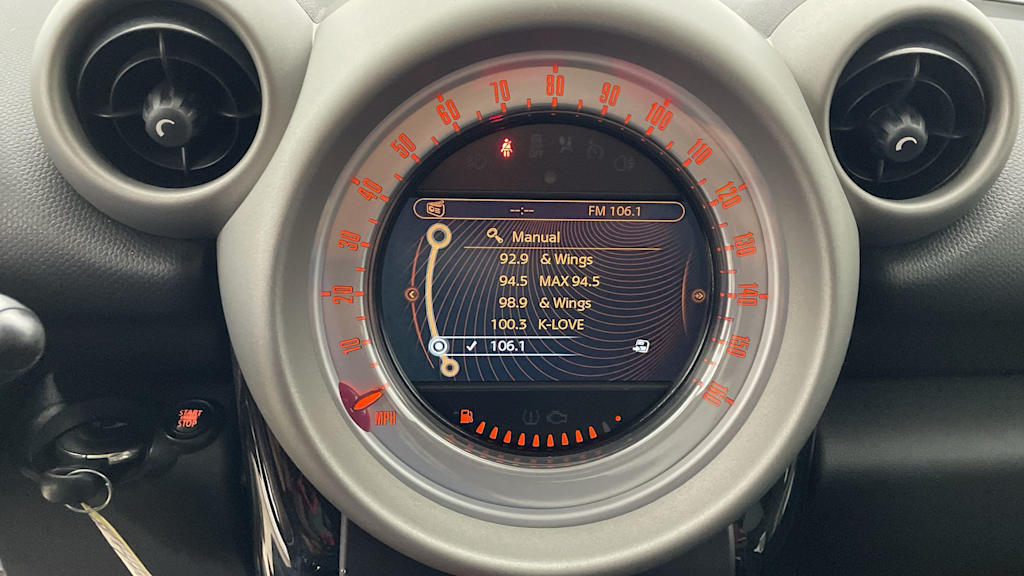 10
20
30
40
50
60
70
80
90
100
110
120
130
140
150
160
MPH
--:-- FM 106.1
Manual
92.9 & Wings
94.5 MAX 94.5
98.9 & Wings
100.3 K-LOVE
106.1
START
STOP